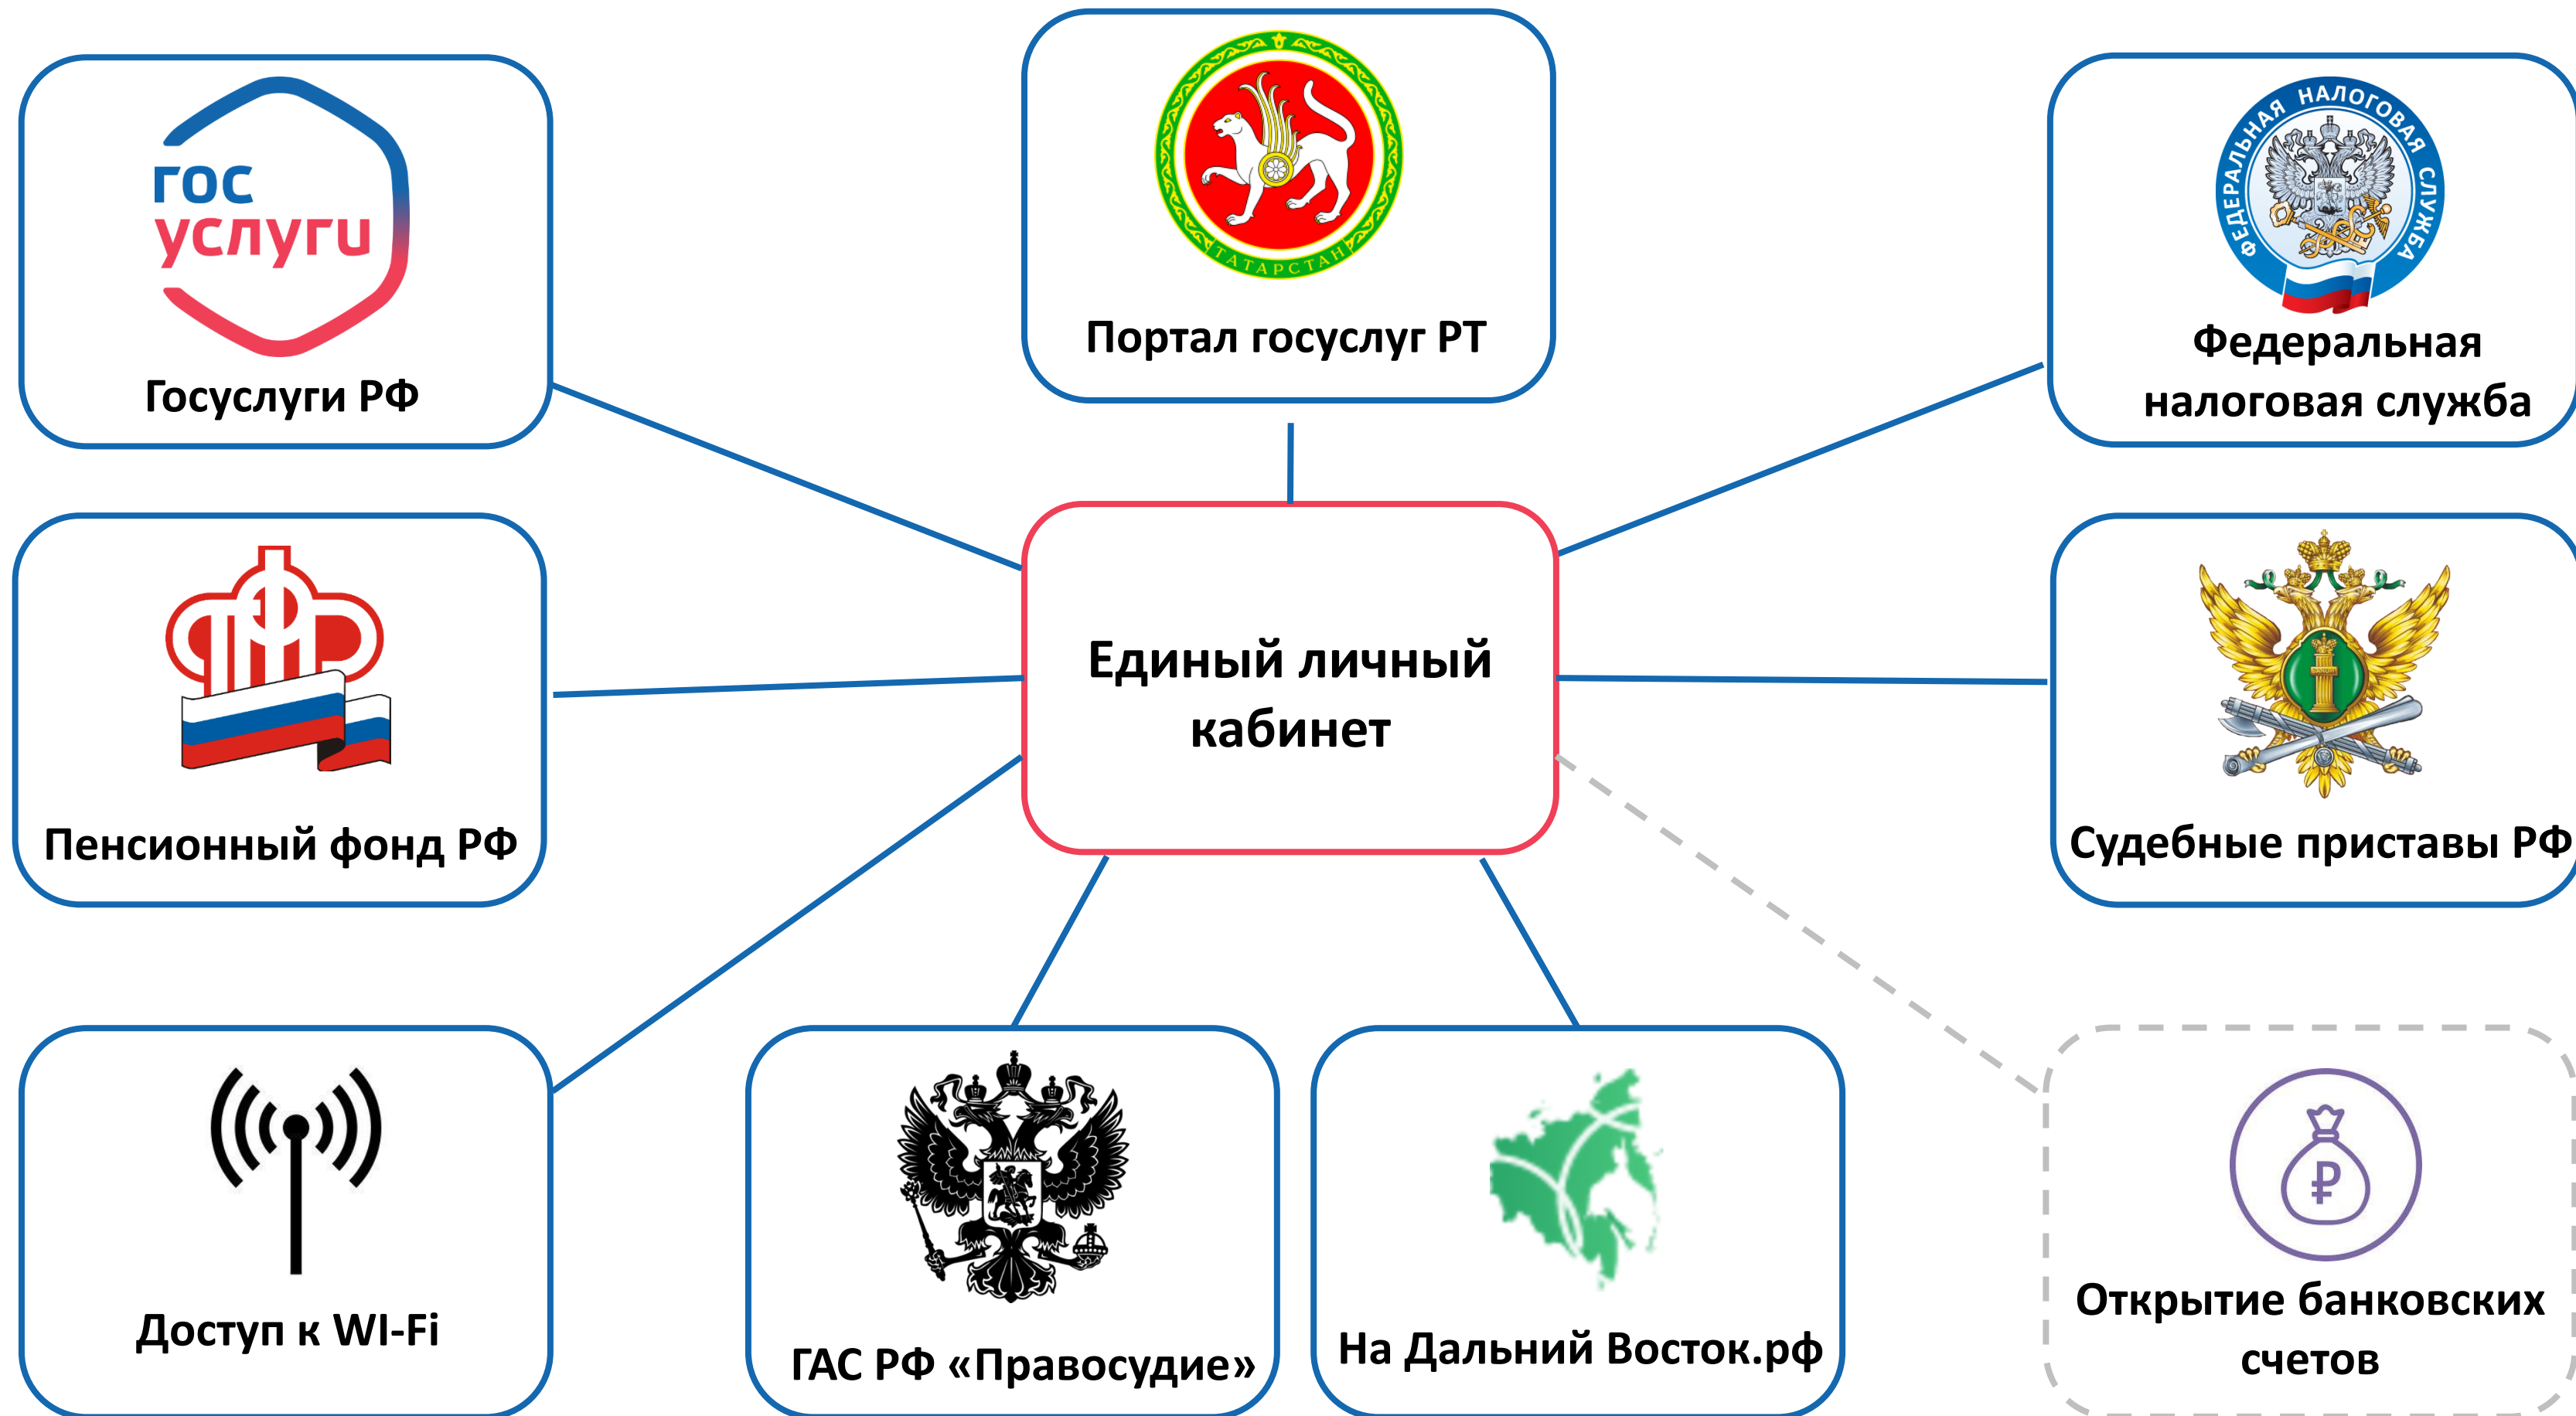 гос
услуги
Госуслуги РФ
ТАТАРСТАН
Портал госуслуг РТ
ФЕДЕРАЛЬНАЯ НАЛОГОВАЯ СЛУЖБА
Федеральная
налоговая служба
Пенсионный фонд РФ
Единый личный
кабинет
Судебные приставы РФ
Доступ к WI-Fi
ГАС РФ «Правосудие»
На Дальний Восток.рф
Открытие банковских
счетов